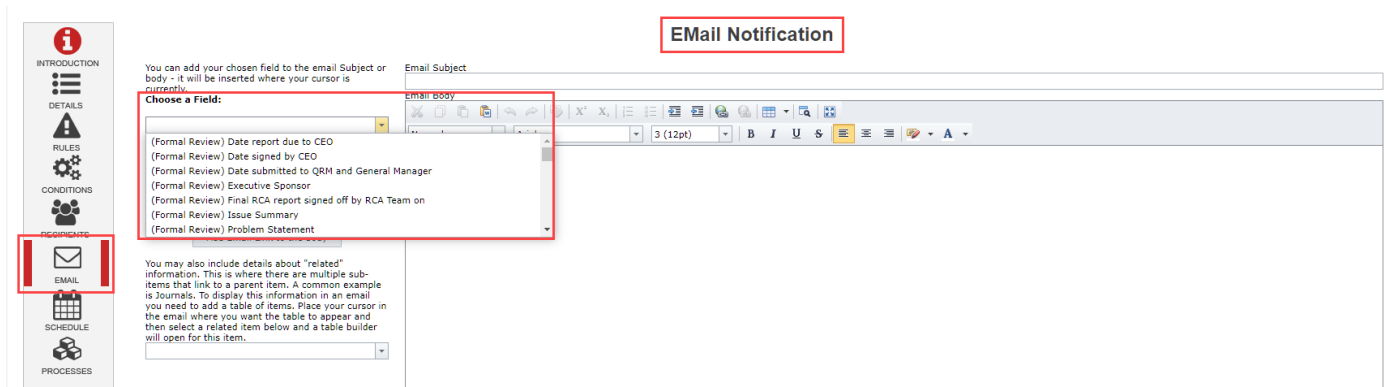 EMail Notification
INTRODUCTION
DETAILS
RULES
CONDITIONS
RECIPIENTS
EMAIL
SCHEDULE
PROCESSES
You can add your chosen field to the email Subject or
body - it will be inserted where your cursor is
currently.
Choose a Field:
(Formal Review) Date report due to CEO
(Formal Review) Date signed by CEO
(Formal Review) Date submitted to QRM and General Manager
(Formal Review) Executive Sponsor
(Formal Review) Final RCA report signed off by RCA Team on
(Formal Review) Issue Summary
(Formal Review) Problem Statement
Add Email Link to the Body
You may also include details about "related"
information. This is where there are multiple sub-
items that link to a parent item. A common example
is Journals. To display this information in an email
you need to add a table of items. Place your cursor in
the email where you want the table to appear and
then select a related item below and a table builder
will open for this item.
Email Subject
Email Body
3 (12pt)
B I U S A